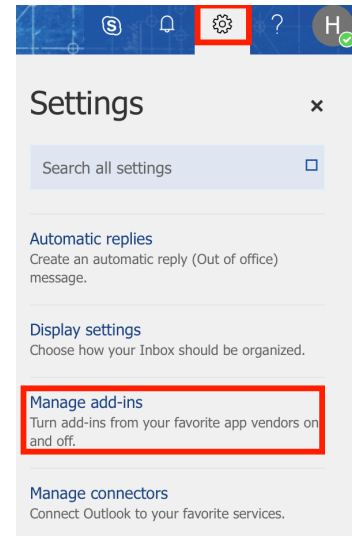 S
?
H
Settings
×
Search all settings
Automatic replies
Create an automatic reply (Out of office)
message.
Display settings
Choose how your Inbox should be organized.
Manage add-ins
Turn add-ins from your favorite app vendors on
and off.
Manage connectors
Connect Outlook to your favorite services.